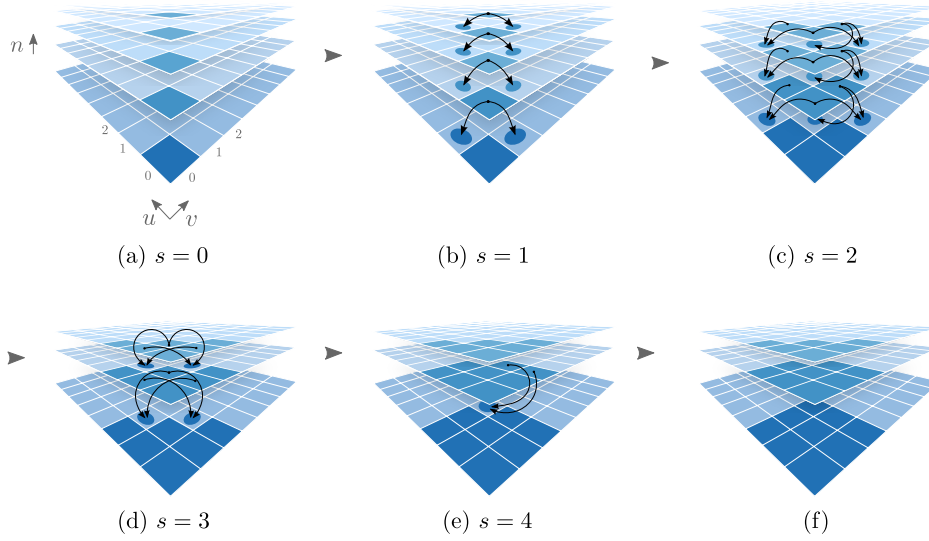 n
2
2
1
1
0
0
u
v
(a) s = 0
(b) s = 1
(c) s = 2
(d) s = 3
(e) s = 4
(f)